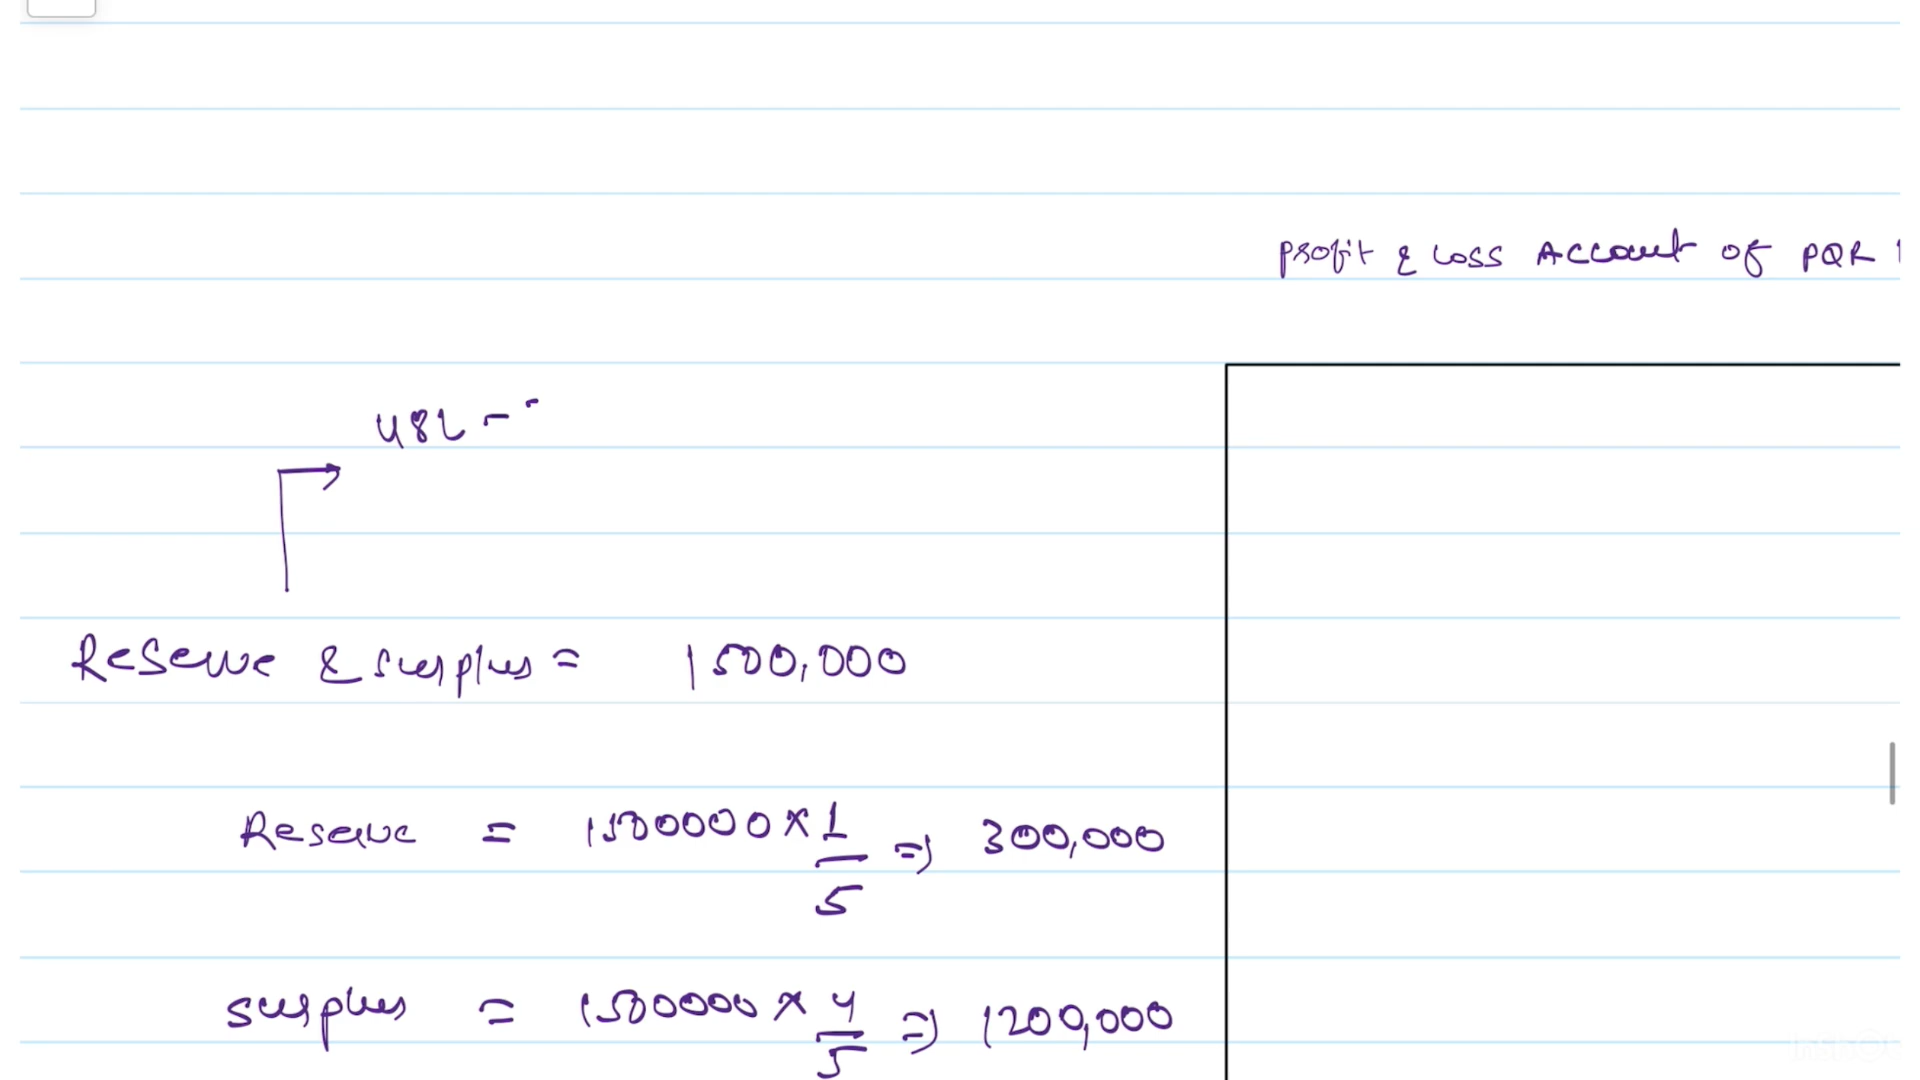 Profit & Loss Account of PQR
482 -
Reserve & surplus = 1500,000
Reserve = 1500000 × 1/5 => 300,000
surplus = 1500000 × 4/5 => 1200,000